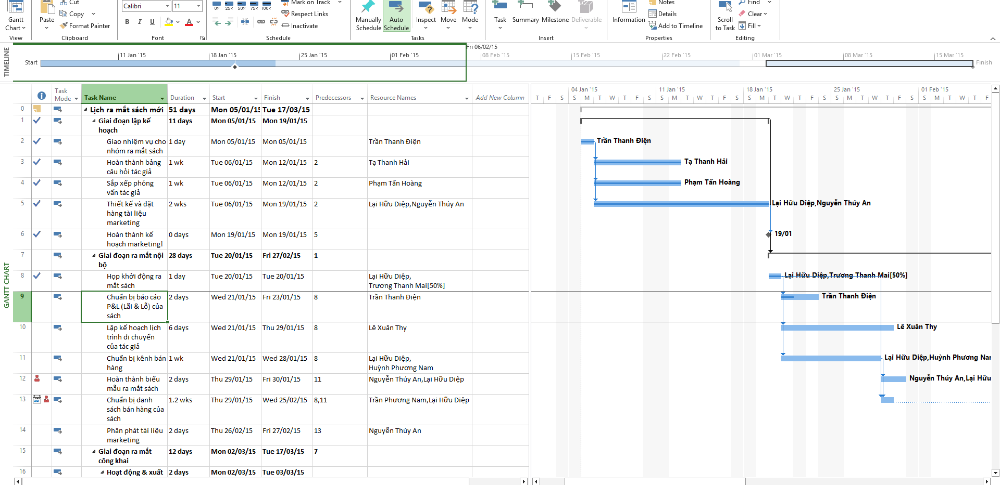 Cut
Copy
Format Painter
Gantt Chart
Paste
View
Clipboard
Calibri 11
B I U A
Font
0% 25% 50% 75% 100%
Mark on Track
Respect Links
Inactivate
Schedule
Manually Schedule
Auto Schedule
Inspect
Move
Mode
Tasks
Task
Summary
Milestone
Deliverable
Insert
Information
Notes
Details
Add to Timeline
Properties
Scroll to Task
Find
Clear
Fill
Editing
TIMELINE
Fri 06/02/15
11 Jan '15 18 Jan '15 25 Jan '15 01 Feb '15 08 Feb '15 15 Feb '15 22 Feb '15 01 Mar '15 08 Mar '15 15 Mar '15
Start
Finish
GANTT CHART
Task Mode Task Name Duration Start Finish Predecessors Resource Names Add New Column
0 Lịch ra mắt sách mới 51 days Mon 05/01/15 Tue 17/03/15
1 Giai đoạn lập kế hoạch 11 days Mon 05/01/15 Mon 19/01/15
2 Giao nhiệm vụ cho nhóm ra mắt sách 1 day Mon 05/01/15 Mon 05/01/15 Trần Thanh Điện
3 Hoàn thành bảng câu hỏi tác giả 1 wk Tue 06/01/15 Mon 12/01/15 2 Tạ Thanh Hải
4 Sắp xếp phỏng vấn tác giả 1 wk Tue 06/01/15 Mon 12/01/15 2 Phạm Tấn Hoàng
5 Thiết kế và đặt hàng tài liệu marketing 2 wks Tue 06/01/15 Mon 19/01/15 2 Lại Hữu Diệp,Nguyễn Thúy An
6 Hoàn thành kế hoạch marketing! 0 days Mon 19/01/15 Mon 19/01/15 5
7 Giai đoạn ra mắt nội bộ 28 days Tue 20/01/15 Fri 27/02/15 1
8 Họp khởi động ra mắt sách 1 day Tue 20/01/15 Tue 20/01/15 Lại Hữu Diệp, Trương Thanh Mai[50%]
9 Chuẩn bị báo cáo P&L (Lãi & Lỗ) của sách 2 days Wed 21/01/15 Fri 23/01/15 8 Trần Thanh Điện
10 Lập kế hoạch lịch trình di chuyển của tác giả 6 days Wed 21/01/15 Thu 29/01/15 8 Lê Xuân Thy
11 Chuẩn bị kênh bán hàng 1 wk Wed 21/01/15 Wed 28/01/15 8 Lại Hữu Diệp, Huỳnh Phương Nam
12 Hoàn thành biểu mẫu ra mắt sách 2 days Thu 29/01/15 Fri 30/01/15 11 Nguyễn Thúy An,Lại Hữu Diệp
13 Chuẩn bị danh sách bán hàng của sách 1.2 wks Thu 29/01/15 Wed 25/02/15 8,11 Trần Phương Nam,Lại Hữu Diệp
14 Phân phát tài liệu marketing 2 days Thu 26/02/15 Fri 27/02/15 13 Nguyễn Thúy An
15 Giai đoạn ra mắt công khai 12 days Mon 02/03/15 Tue 17/03/15 7
16 Hoạt động & xuất 2 days Mon 02/03/15 Tue 03/03/15
04 Jan '15 11 Jan '15 18 Jan '15 25 Jan '15 01 Feb '15
T F S S M T W T F S S M T W T F S S M T W T F S S M T W T F S S M T W T F
Trần Thanh Điện
Tạ Thanh Hải
Phạm Tấn Hoàng
Lại Hữu Diệp,Nguyễn Thúy An
19/01
Lại Hữu Diệp,Trương Thanh Mai[50%]
Trần Thanh Điện
Lê Xuân Thy
Lại Hữu Diệp,Huỳnh Phương Nar
Nguyễn Thúy An,Lại Hữu